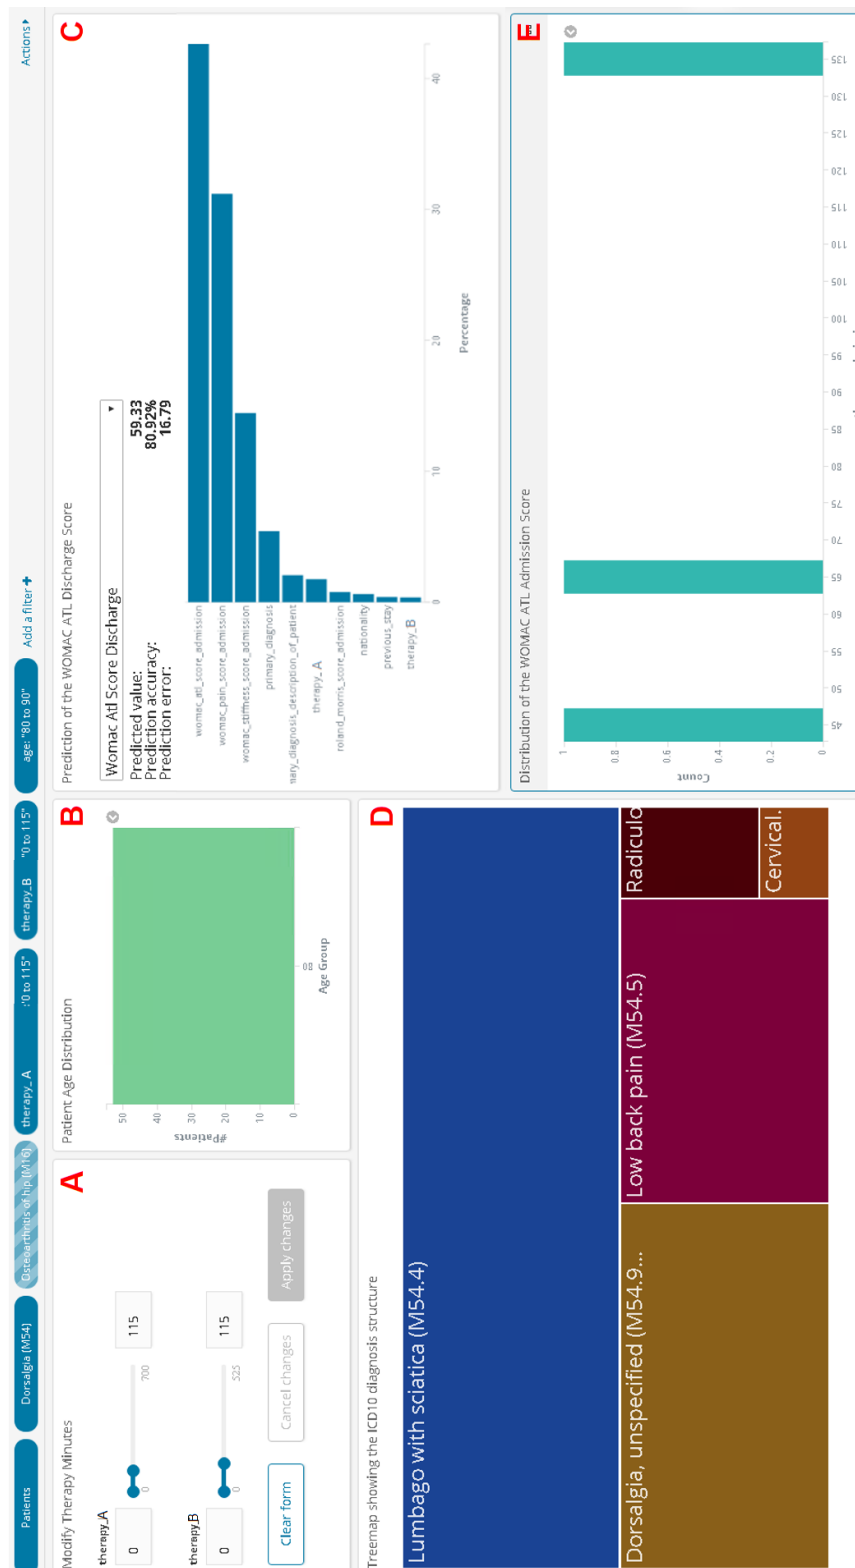 Patients
Dorsalgia (M54)
Osteoarthritis of hip (M16)
therapy_A :"0 to 115"
therapy_B "0 to 115"
age: "80 to 90"
Add a filter +
Actions
A
Modify Therapy Minutes
therapy_A
0
0
700
115
therapy_B
0
0
525
115
Clear form
Cancel changes
Apply changes
B
Patient Age Distribution
#Patients
50
40
30
20
10
0
80
Age Group
C
Prediction of the WOMAC ATL Discharge Score
Womac Atl Score Discharge
Predicted value: 59.33
Prediction accuracy: 80.92%
Prediction error: 16.79
womac_atl_score_admission
womac_pain_score_admission
womac_stiffness_score_admission
primary_diagnosis
mary_diagnosis_description_of_patient
therapy_A
roland_morris_score_admission
nationality
previous_stay
therapy_B
0
10
20
30
40
Percentage
D
Treemap showing the ICD10 diagnosis structure
Lumbago with sciatica (M54.4)
Dorsalgia, unspecified (M54.9...
Low back pain (M54.5)
Radiculo
Cervical.
E
Distribution of the WOMAC ATL Admission Score
Count
1
0.8
0.6
0.4
0.2
0
45
50
55
60
65
70
75
80
85
90
95
100
105
110
115
120
125
130
135